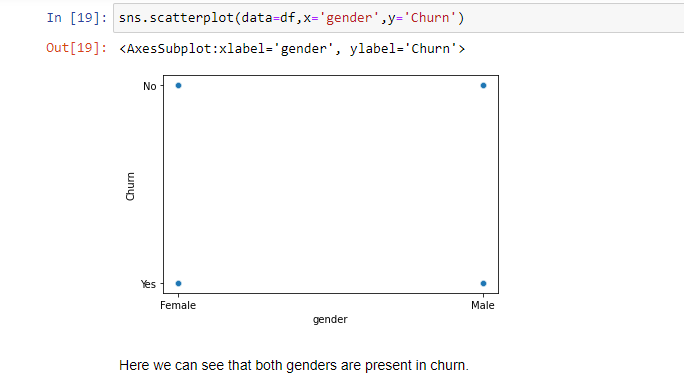 In [19]: sns.scatterplot(data=df,x='gender',y='Churn')
Out[19]: <AxesSubplot:xlabel='gender', ylabel='Churn'>
No
Churn
Yes
Female Male
gender
Here we can see that both genders are present in churn.